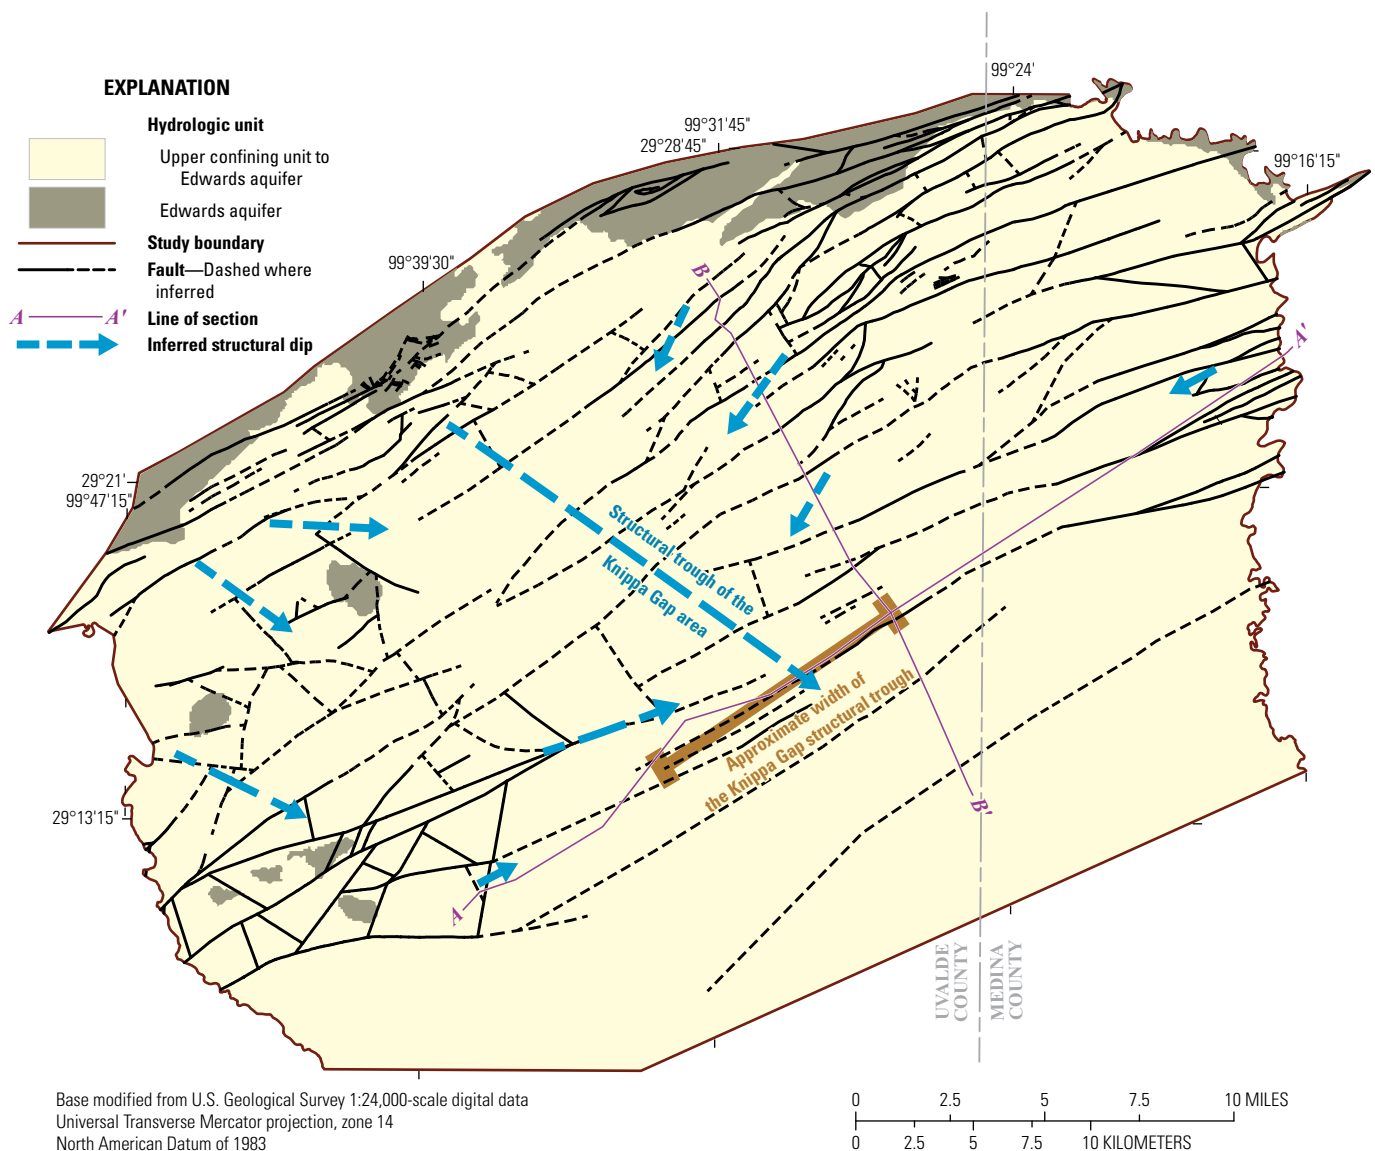 EXPLANATION
Hydrologic unit
Upper confining unit to
Edwards aquifer
Edwards aquifer
Study boundary
Fault—Dashed where
inferred
A A' Line of section
Inferred structural dip
99°24'
99°31'45"
29°28'45"
99°16'15"
99°39'30"
29°21'
99°47'15"
29°13'15"
B
A'
Structural trough of the
Knippa Gap area
Approximate width of
the Knippa Gap structural trough
B'
A
UVALDE
COUNTY
MEDINA
COUNTY
Base modified from U.S. Geological Survey 1:24,000-scale digital data
Universal Transverse Mercator projection, zone 14
North American Datum of 1983
0 2.5 5 7.5 10 MILES
0 2.5 5 7.5 10 KILOMETERS